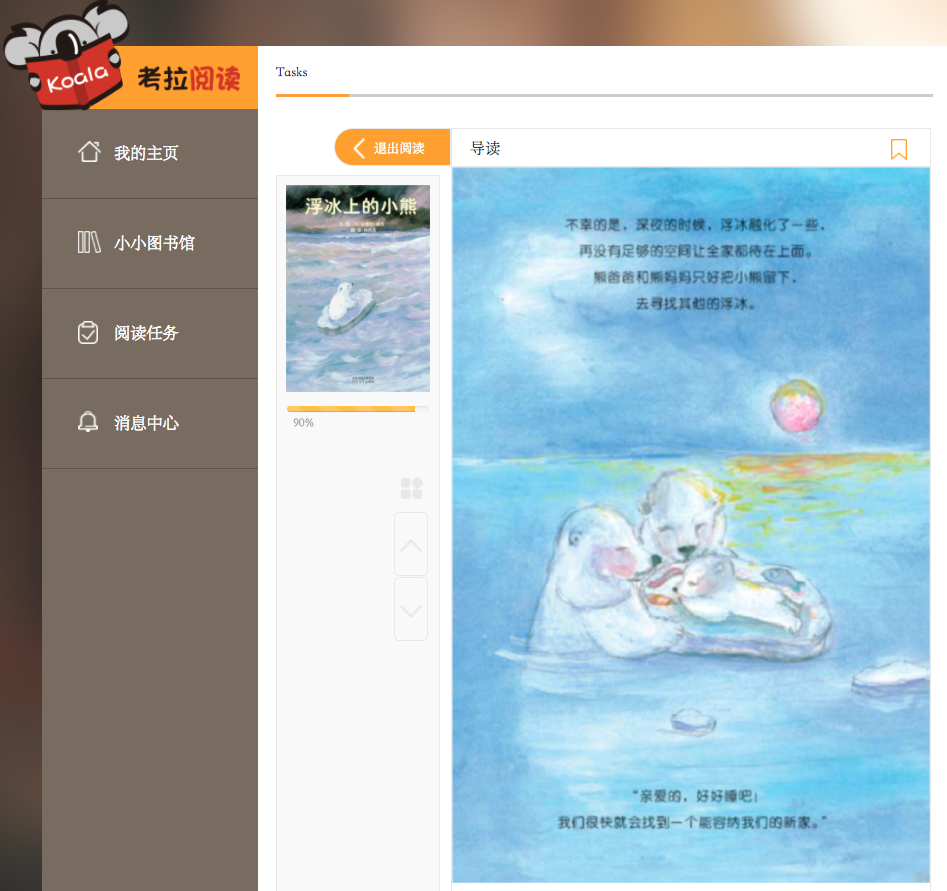 Koala
考拉阅读
Tasks
退出阅读
导读
我的主页
小小图书馆
阅读任务
消息中心
浮冰上的小熊
90%
不幸的是，深夜的时候，浮冰融化了一些，
再没有足够的空间让全家都待在上面。
熊爸爸和熊妈妈只好把小熊留下，
去寻找其他的浮冰。
“亲爱的，好好睡吧！
我们很快就会找到一个能容纳我们的新家。”